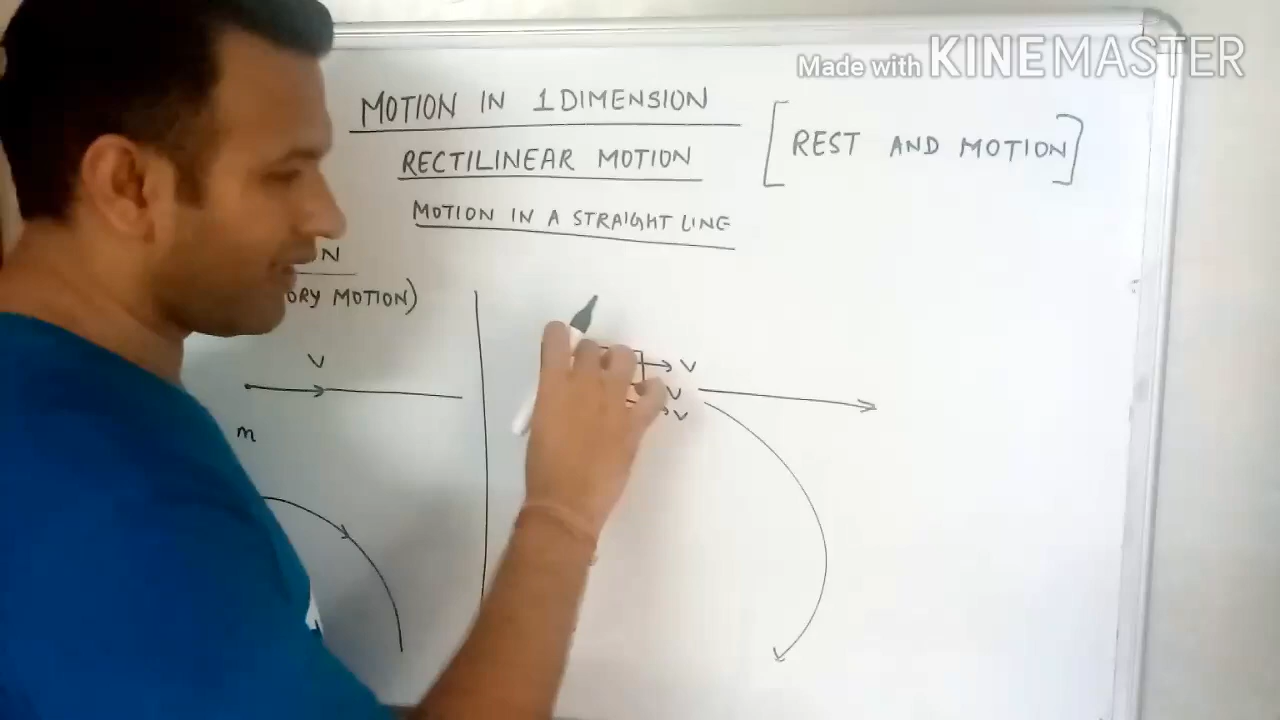 Made with KINEMASTER
MOTION IN 1 DIMENSION
RECTILINEAR MOTION
[REST AND MOTION]
MOTION IN A STRAIGHT LINE
N
ORY MOTION)
V
m
V
V
V